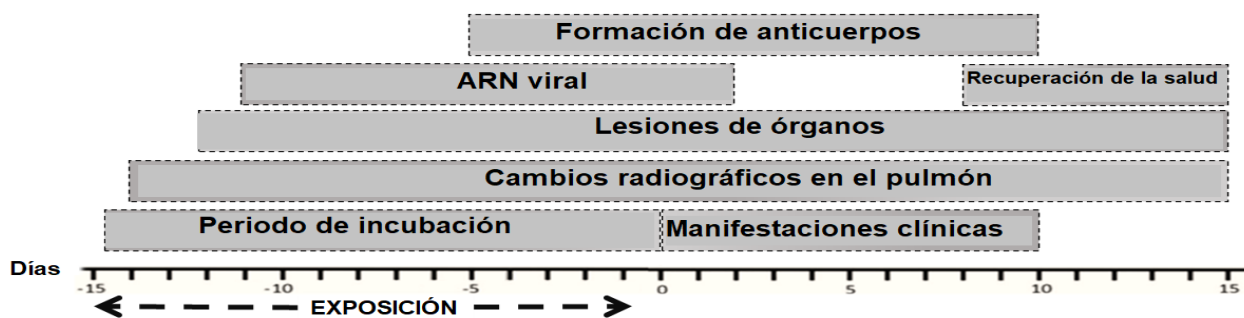 Formación de anticuerpos
ARN viral
Recuperación de la salud
Lesiones de órganos
Cambios radiográficos en el pulmón
Periodo de incubación
Manifestaciones clínicas
Días
-15 -10 -5 0 5 10 15
EXPOSICIÓN